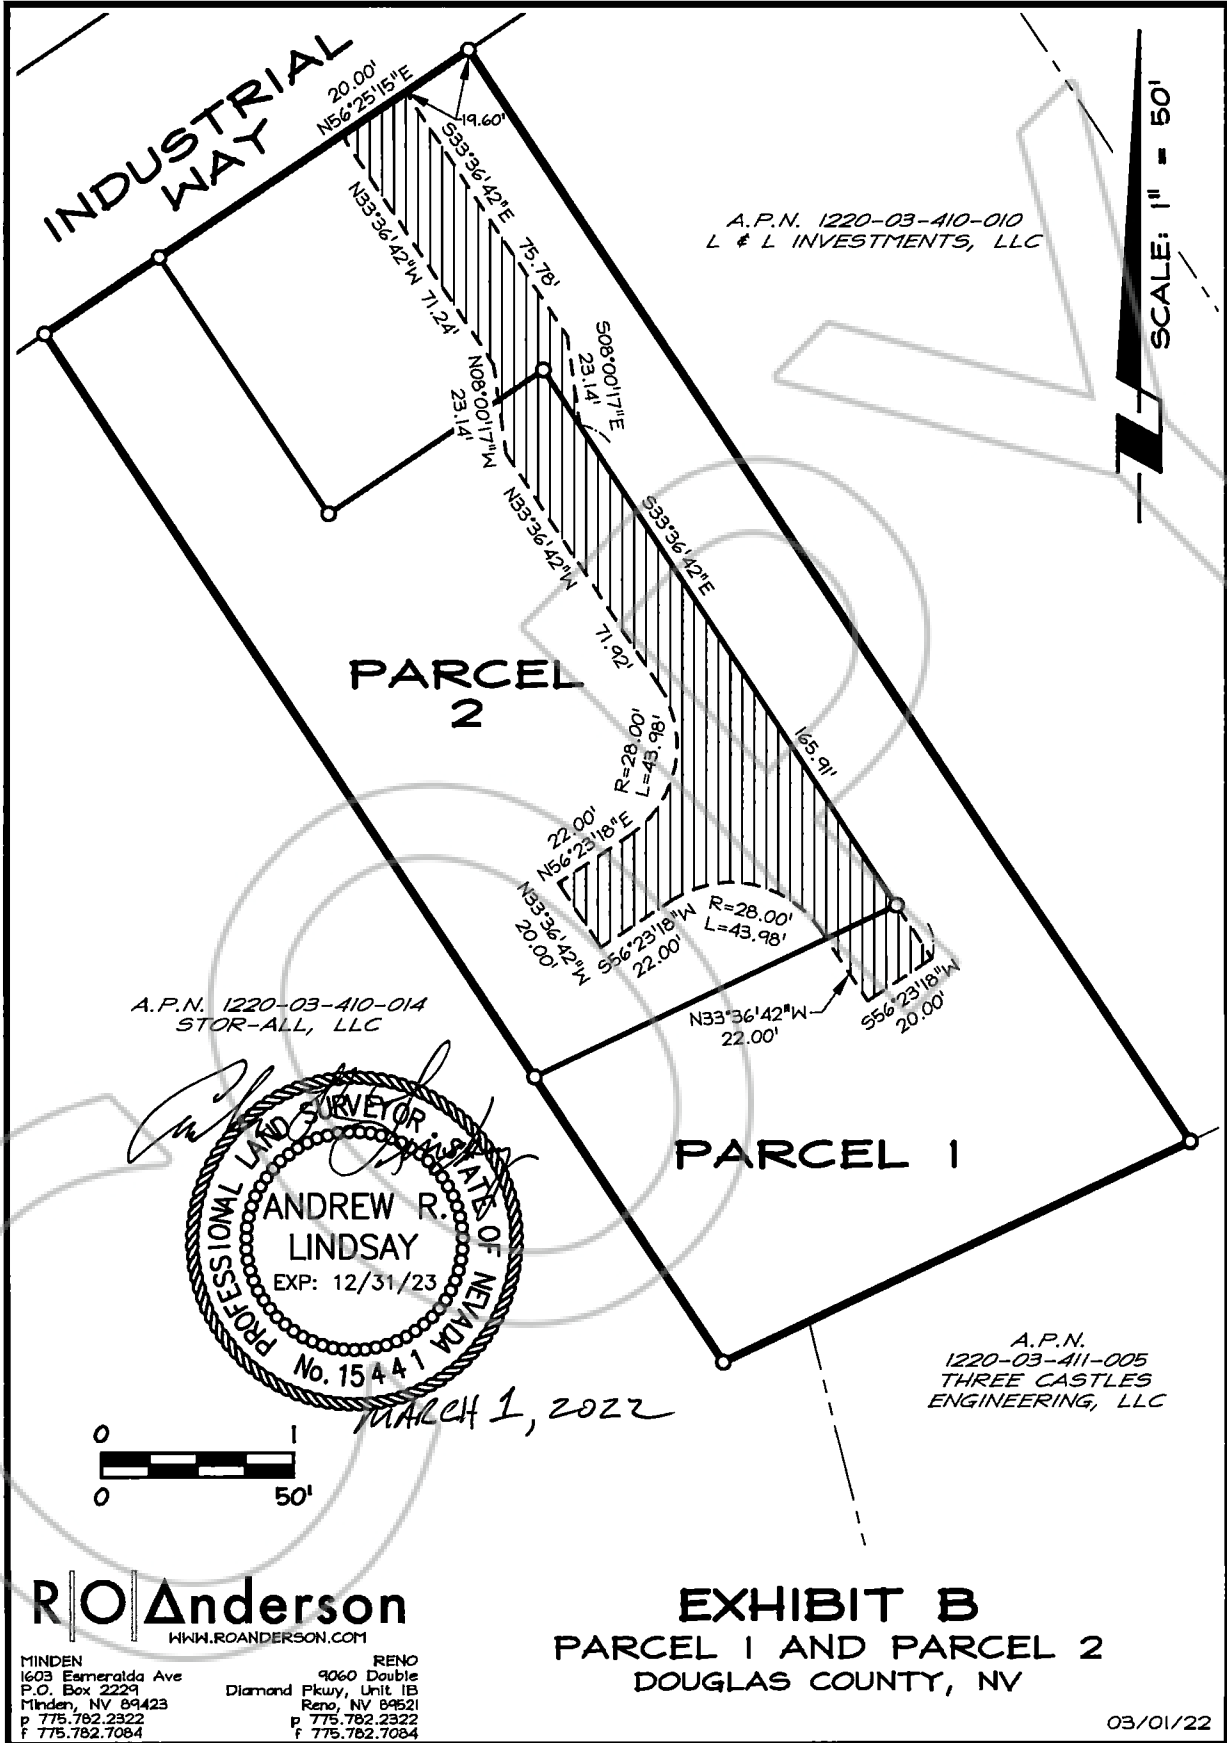 INDUSTRIAL
WAY
20.00'
N56°25'15"E
19.60'
S33°36'42"E
75.78'
N33°36'42"W
71.24'
S08°00'17"E
23.14'
N08°00'17"W
23.14'
A.P.N. 1220-03-410-010
L & L INVESTMENTS, LLC
SCALE: 1" = 50'
N33°36'42"W
71.92'
S33°36'42"E
165.91'
PARCEL
2
R=28.00'
L=43.98'
22.00'
N56°23'18"E
N33°36'42"W
20.00'
S56°23'18"W
22.00'
R=28.00'
L=43.98'
N33°36'42"W
22.00'
S56°23'18"W
20.00'
A.P.N. 1220-03-410-014
STOR-ALL, LLC
PARCEL 1
PROFESSIONAL LAND SURVEYOR · STATE OF NEVADA
ANDREW R.
LINDSAY
EXP: 12/31/23
No. 15441
MARCH 1, 2022
A.P.N.
1220-03-411-005
THREE CASTLES
ENGINEERING, LLC
0 1
0 50'
R|O|Anderson
WWW.ROANDERSON.COM
MINDEN
1603 Esmeralda Ave
P.O. Box 2229
Minden, NV 89423
p 775.782.2322
f 775.782.7084
RENO
9060 Double
Diamond Pkwy, Unit 1B
Reno, NV 89521
p 775.782.2322
f 775.782.7084
EXHIBIT B
PARCEL 1 AND PARCEL 2
DOUGLAS COUNTY, NV
03/01/22
COPY